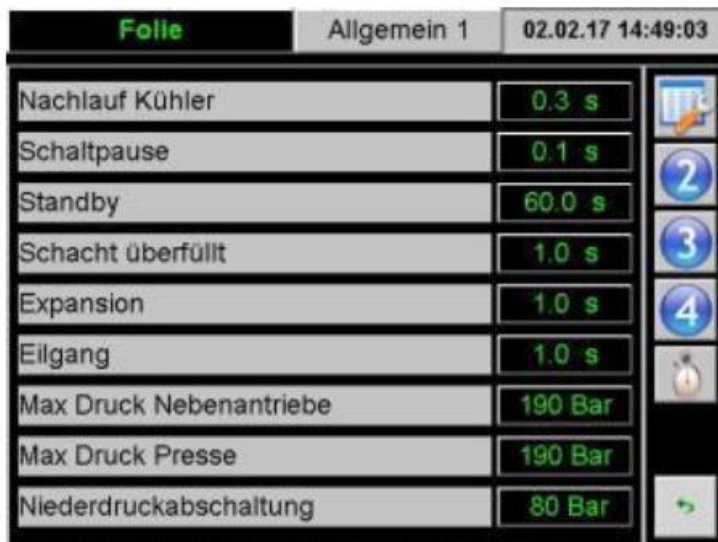 Folie Allgemein 1 02.02.17 14:49:03
Nachlauf Kühler 0.3 s
Schaltpause 0.1 s
Standby 60.0 s
Schacht überfüllt 1.0 s
Expansion 1.0 s
Eilgang 1.0 s
Max Druck Nebenantriebe 190 Bar
Max Druck Presse 190 Bar
Niederdruckabschaltung 80 Bar
2
3
4